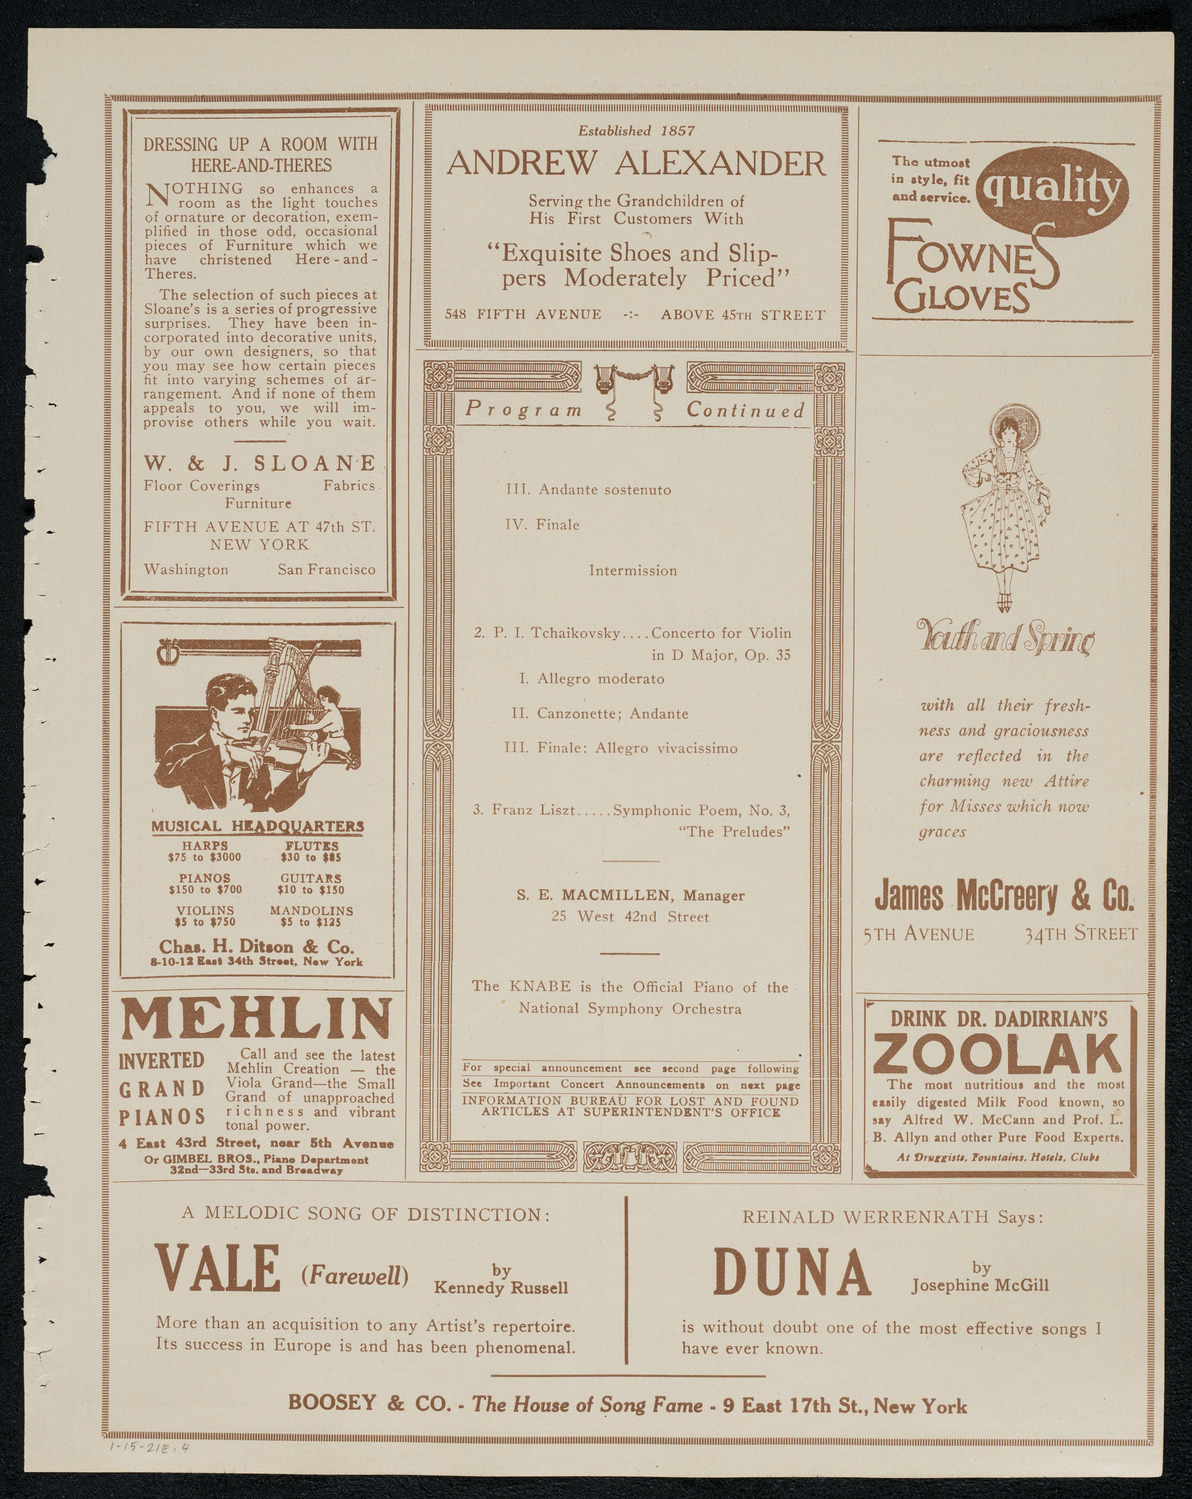 DRESSING UP A ROOM WITH
HERE-AND-THERES
NOTHING so enhances a
room as the light touches
of ornature or decoration, exem-
plified in those odd, occasional
pieces of Furniture which we
have christened Here-and-
Theres.
The selection of such pieces at
Sloane's is a series of progressive
surprises. They have been in-
corporated into decorative units,
by our own designers, so that
you may see how certain pieces
fit into varying schemes of ar-
rangement. And if none of them
appeals to you, we will im-
provise others while you wait.
W. & J. SLOANE
Floor Coverings Fabrics
Furniture
FIFTH AVENUE AT 47th ST.
NEW YORK
Washington San Francisco
MUSICAL HEADQUARTERS
HARPS FLUTES
$75 to $3000 $30 to $85
PIANOS GUITARS
$150 to $700 $10 to $150
VIOLINS MANDOLINS
$5 to $750 $5 to $125
Chas. H. Ditson & Co.
8-10-12 East 34th Street, New York
MEHLIN
INVERTED
GRAND
PIANOS
Call and see the latest
Mehlin Creation — the
Viola Grand—the Small
Grand of unapproached
richness and vibrant
tonal power.
4 East 43rd Street, near 5th Avenue
Or GIMBEL BROS., Piano Department
32nd—33rd Sts. and Broadway
Established 1857
ANDREW ALEXANDER
Serving the Grandchildren of
His First Customers With
"Exquisite Shoes and Slip-
pers Moderately Priced"
548 FIFTH AVENUE -:- ABOVE 45TH STREET
Program Continued
III. Andante sostenuto
IV. Finale
Intermission
2. P. I. Tchaikovsky....Concerto for Violin
in D Major, Op. 35
I. Allegro moderato
II. Canzonette; Andante
III. Finale: Allegro vivacissimo
3. Franz Liszt.....Symphonic Poem, No. 3,
"The Preludes"
S. E. MACMILLEN, Manager
25 West 42nd Street
The KNABE is the Official Piano of the
National Symphony Orchestra
For special announcement see second page following
See Important Concert Announcements on next page
INFORMATION BUREAU FOR LOST AND FOUND
ARTICLES AT SUPERINTENDENT'S OFFICE
The utmost
in style, fit
and service.
quality
FOWNES
GLOVES
Youth and Spring
with all their fresh-
ness and graciousness
are reflected in the
charming new Attire
for Misses which now
graces
James McCreery & Co.
5TH AVENUE 34TH STREET
DRINK DR. DADIRRIAN'S
ZOOLAK
The most nutritious and the most
easily digested Milk Food known, so
say Alfred W. McCann and Prof. L.
B. Allyn and other Pure Food Experts.
At Druggists, Fountains, Hotels, Clubs
A MELODIC SONG OF DISTINCTION:
VALE (Farewell) by
Kennedy Russell
More than an acquisition to any Artist's repertoire.
Its success in Europe is and has been phenomenal.
REINALD WERRENRATH Says:
DUNA by
Josephine McGill
is without doubt one of the most effective songs I
have ever known.
BOOSEY & CO. - The House of Song Fame - 9 East 17th St., New York
1-15-21E, 4